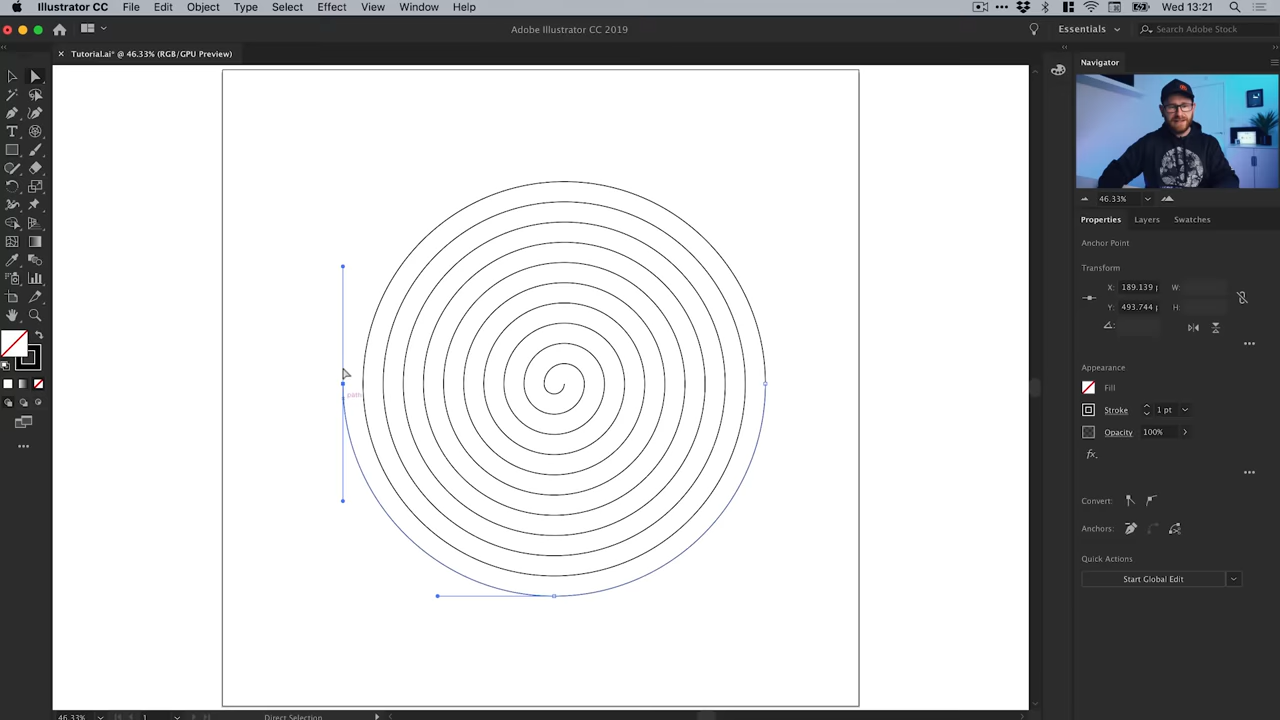 Illustrator CC File Edit Object Type Select Effect View Window Help Wed 13:21
Adobe Illustrator CC 2019 Essentials Search Adobe Stock
× Tutorial.ai* @ 46.33% (RGB/GPU Preview)
Navigator
46.33%
Properties Layers Swatches
Anchor Point
Transform
X: 189.139 p W:
Y: 493.744 p H:
path
Appearance
Fill
Stroke 1 pt
Opacity 100%
fx.
Convert:
Anchors:
Quick Actions
Start Global Edit
46.33% 1 Direct Selection